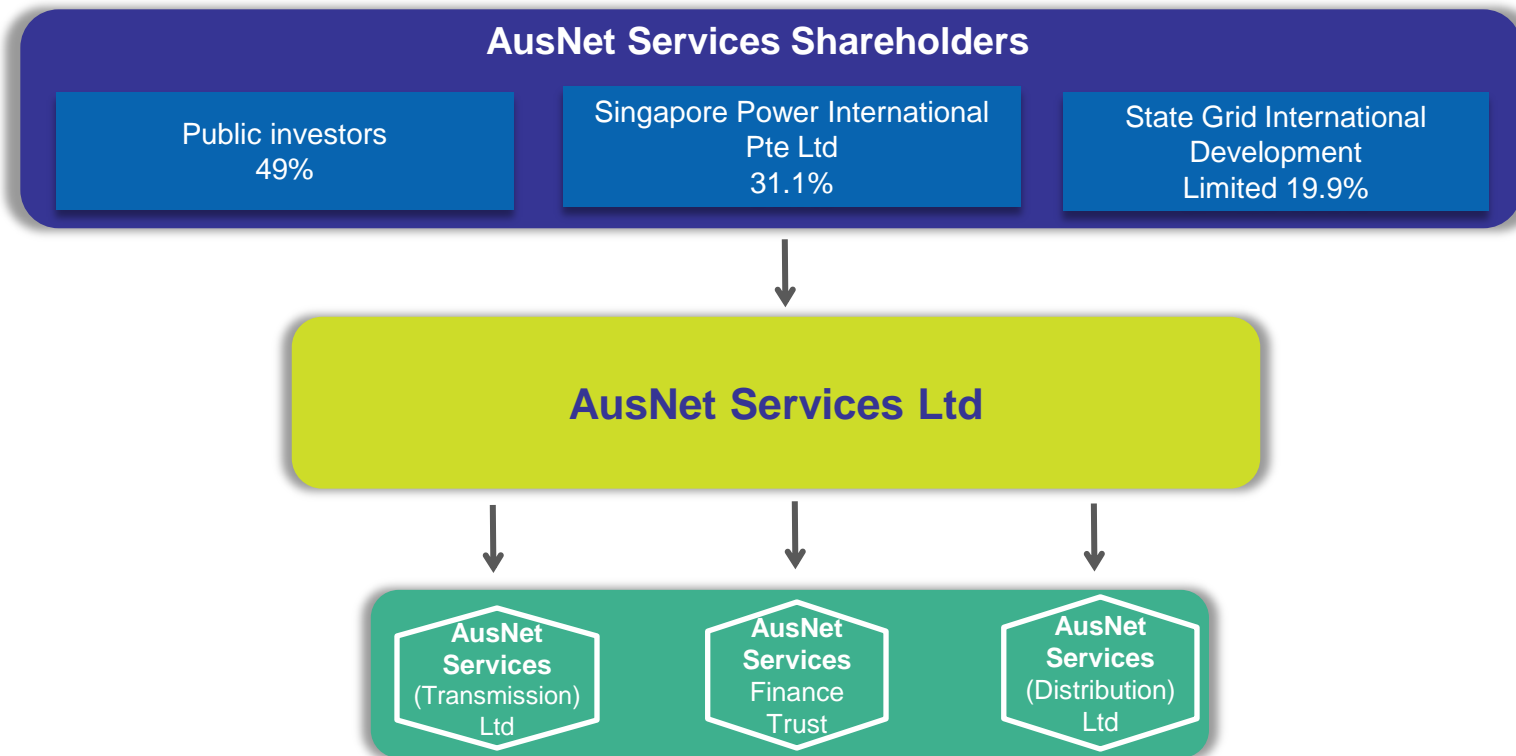 AusNet Services Shareholders
Public investors
49%
Singapore Power International
Pte Ltd
31.1%
State Grid International
Development
Limited 19.9%
AusNet Services Ltd
AusNet
Services
(Transmission)
Ltd
AusNet
Services
Finance
Trust
AusNet
Services
(Distribution)
Ltd